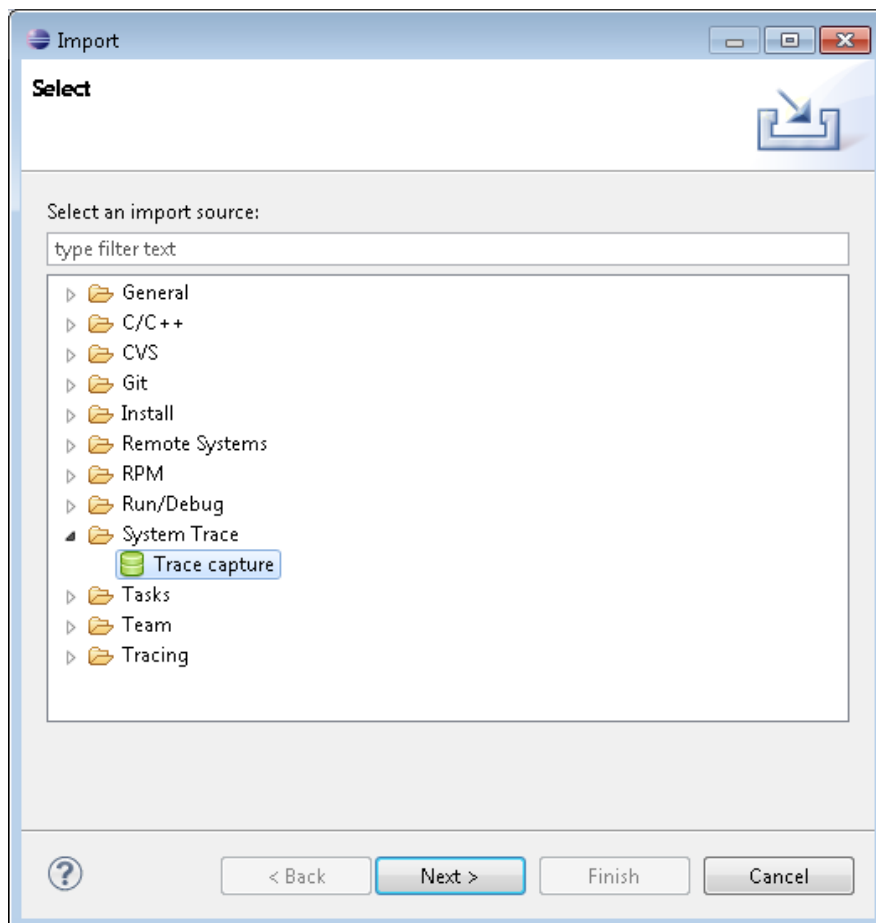 Import
Select
Select an import source:
type filter text
General
C/C++
CVS
Git
Install
Remote Systems
RPM
Run/Debug
System Trace
Trace capture
Tasks
Team
Tracing
? < Back Next > Finish Cancel